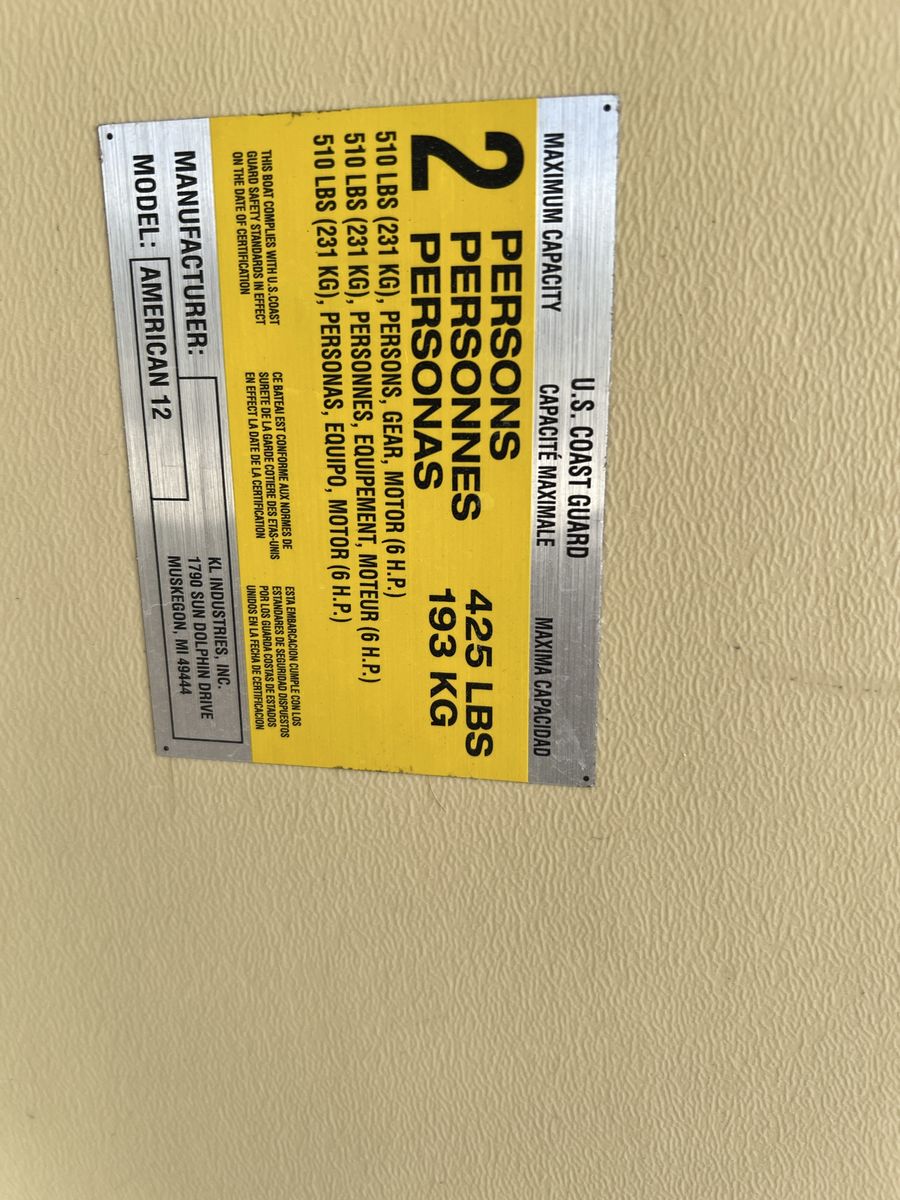 U.S. COAST GUARD
MAXIMUM CAPACITY CAPACITÉ MAXIMALE MAXIMA CAPACIDAD
2 PERSONS
PERSONNES 425 LBS
PERSONAS 193 KG
510 LBS (231 KG), PERSONS, GEAR, MOTOR (6 H.P.)
510 LBS (231 KG), PERSONNES, EQUIPEMENT, MOTEUR (6 H.P.)
510 LBS (231 KG), PERSONAS, EQUIPO, MOTOR (6 H.P.)
THIS BOAT COMPLIES WITH U.S.COAST
GUARD SAFETY STANDARDS IN EFFECT
ON THE DATE OF CERTIFICATION
CE BATEAI EST CONFORME AUX NORMES DE
SURETE DE LA GARDE COTIERE DES ETAS-UNIS
EN EFFECT LA DATE DE LA CERTIFICATION
ESTA EMBARCACION CUMPLE CON LOS
ESTANDARES DE SEGURIDAD DISPUESTOS
POR LOS GUARDA COSTAS DE ESTADOS
UNIDOS EN LA FECHA DE CERTIFICACION
MANUFACTURER:
KL INDUSTRIES, INC.
1790 SUN DOLPHIN DRIVE
MUSKEGON, MI 49444
MODEL: AMERICAN 12